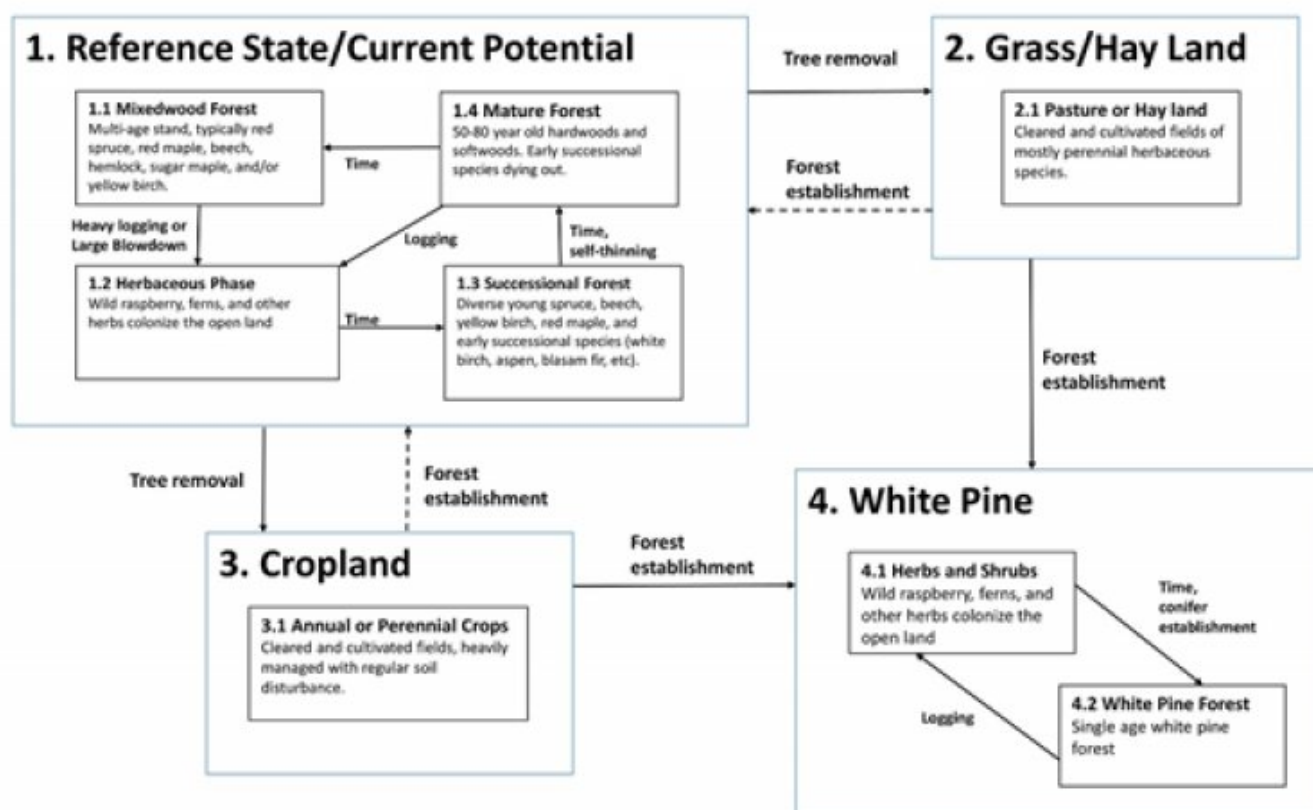 1. Reference State/Current Potential
1.1 Mixedwood Forest
Multi-age stand, typically red
spruce, red maple, beech,
hemlock, sugar maple, and/or
yellow birch.
Time
1.4 Mature Forest
50-80 year old hardwoods and
softwoods. Early successional
species dying out.
Heavy logging or
Large Blowdown
Logging
Time,
self-thinning
1.2 Herbaceous Phase
Wild raspberry, ferns, and other
herbs colonize the open land
Time
1.3 Successional Forest
Diverse young spruce, beech,
yellow birch, red maple, and
early successional species (white
birch, aspen, blasam fir, etc).
Tree removal
Forest
establishment
2. Grass/Hay Land
2.1 Pasture or Hay land
Cleared and cultivated fields of
mostly perennial herbaceous
species.
Forest
establishment
Tree removal
Forest
establishment
3. Cropland
3.1 Annual or Perennial Crops
Cleared and cultivated fields, heavily
managed with regular soil
disturbance.
Forest
establishment
4. White Pine
4.1 Herbs and Shrubs
Wild raspberry, ferns, and
other herbs colonize the
open land
Time,
conifer
establishment
Logging
4.2 White Pine Forest
Single age white pine
forest